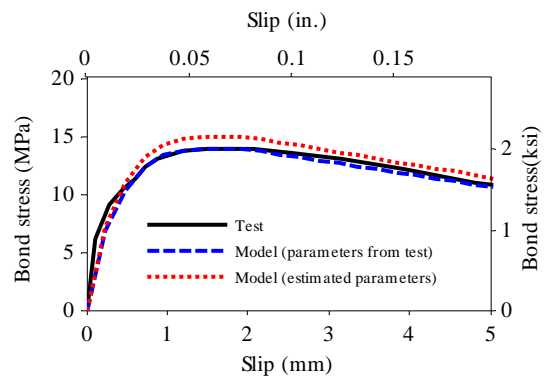 Slip (in.)
0 0.05 0.1 0.15
20
15
10
5
0
Bond stress (MPa)
2
1
0
Bond stress(ksi)
Test
Model (parameters from test)
Model (estimated parameters)
0 1 2 3 4 5
Slip (mm)